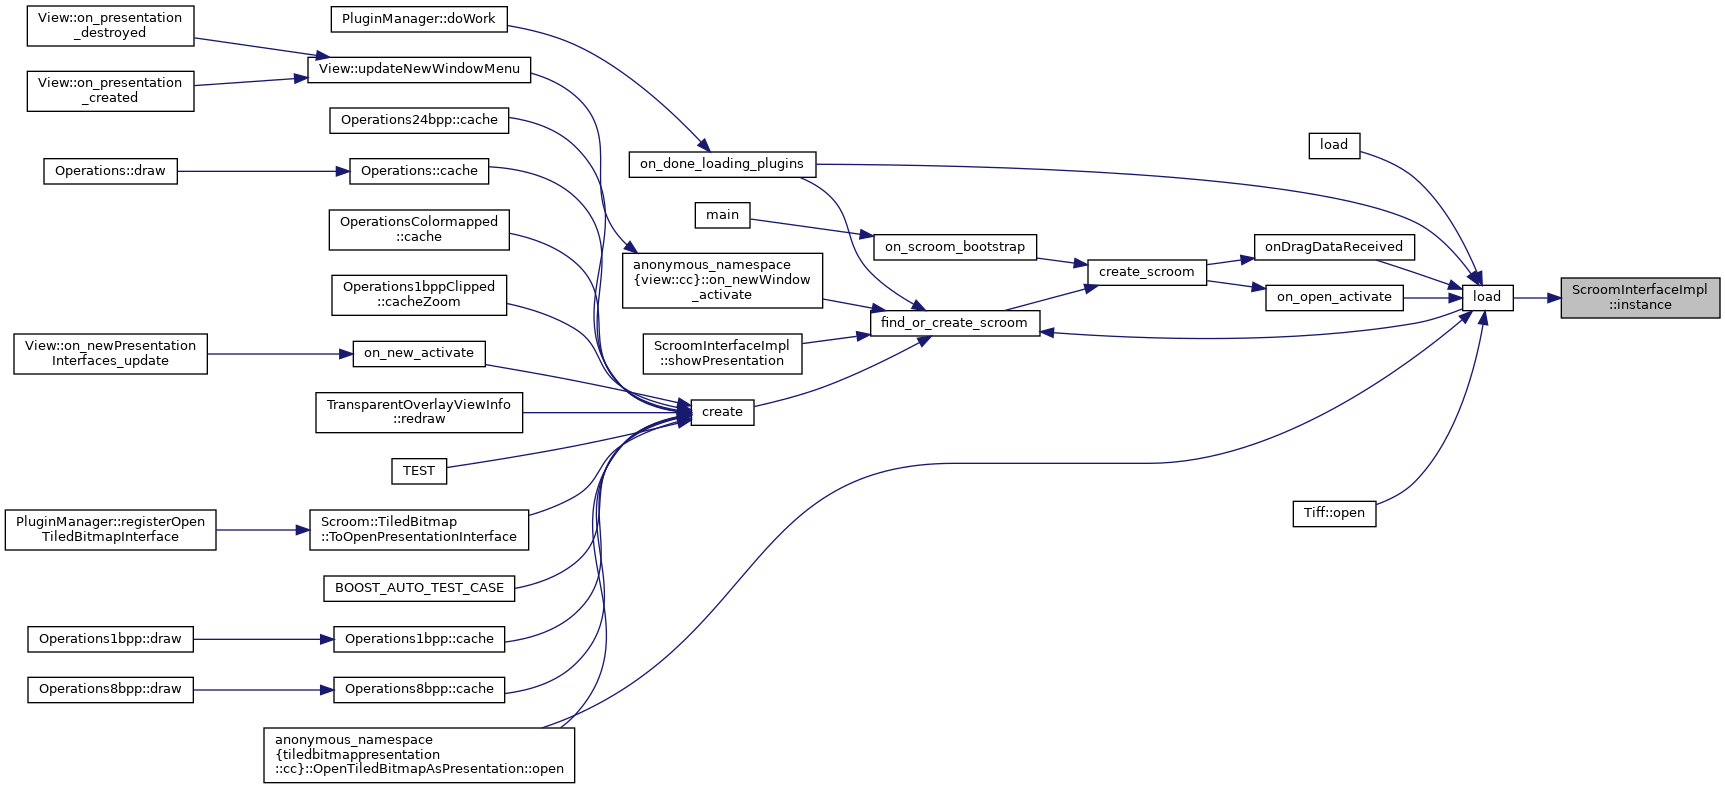 View::on_presentation
_destroyed
View::on_presentation
_created
Operations::draw
View::on_newPresentation
Interfaces_update
PluginManager::registerOpen
TiledBitmapInterface
Operations1bpp::draw
Operations8bpp::draw
PluginManager::doWork
View::updateNewWindowMenu
Operations24bpp::cache
Operations::cache
OperationsColormapped
::cache
Operations1bppClipped
::cacheZoom
on_new_activate
TransparentOverlayViewInfo
::redraw
TEST
Scroom::TiledBitmap
::ToOpenPresentationInterface
BOOST_AUTO_TEST_CASE
Operations1bpp::cache
Operations8bpp::cache
anonymous_namespace
{tiledbitmappresentation
::cc}::OpenTiledBitmapAsPresentation::open
on_done_loading_plugins
main
anonymous_namespace
{view::cc}::on_newWindow
_activate
ScroomInterfaceImpl
::showPresentation
create
on_scroom_bootstrap
find_or_create_scroom
create_scroom
load
onDragDataReceived
on_open_activate
Tiff::open
load
ScroomInterfaceImpl
::instance